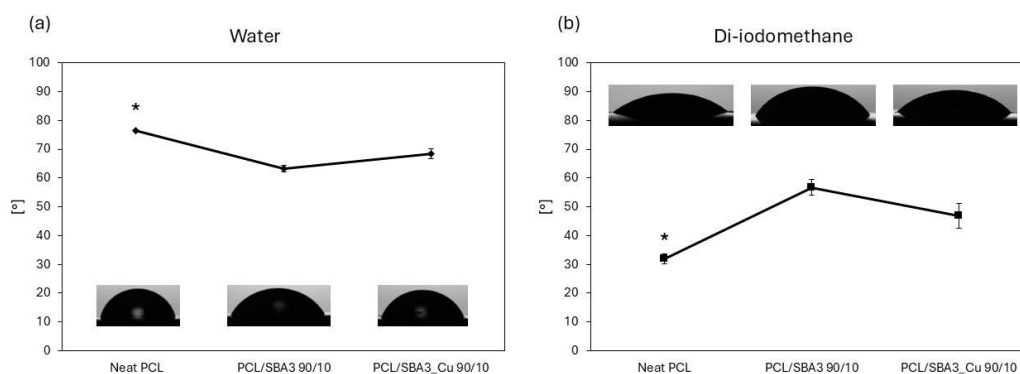 (a)
Water
100
90
80
70
60
50
40
30
20
10
0
[º]
*
Neat PCL
PCL/SBA3 90/10
PCL/SBA3_Cu 90/10
(b)
Di-iodomethane
100
90
80
70
60
50
40
30
20
10
0
[º]
*
Neat PCL
PCL/SBA3 90/10
PCL/SBA3_Cu 90/10